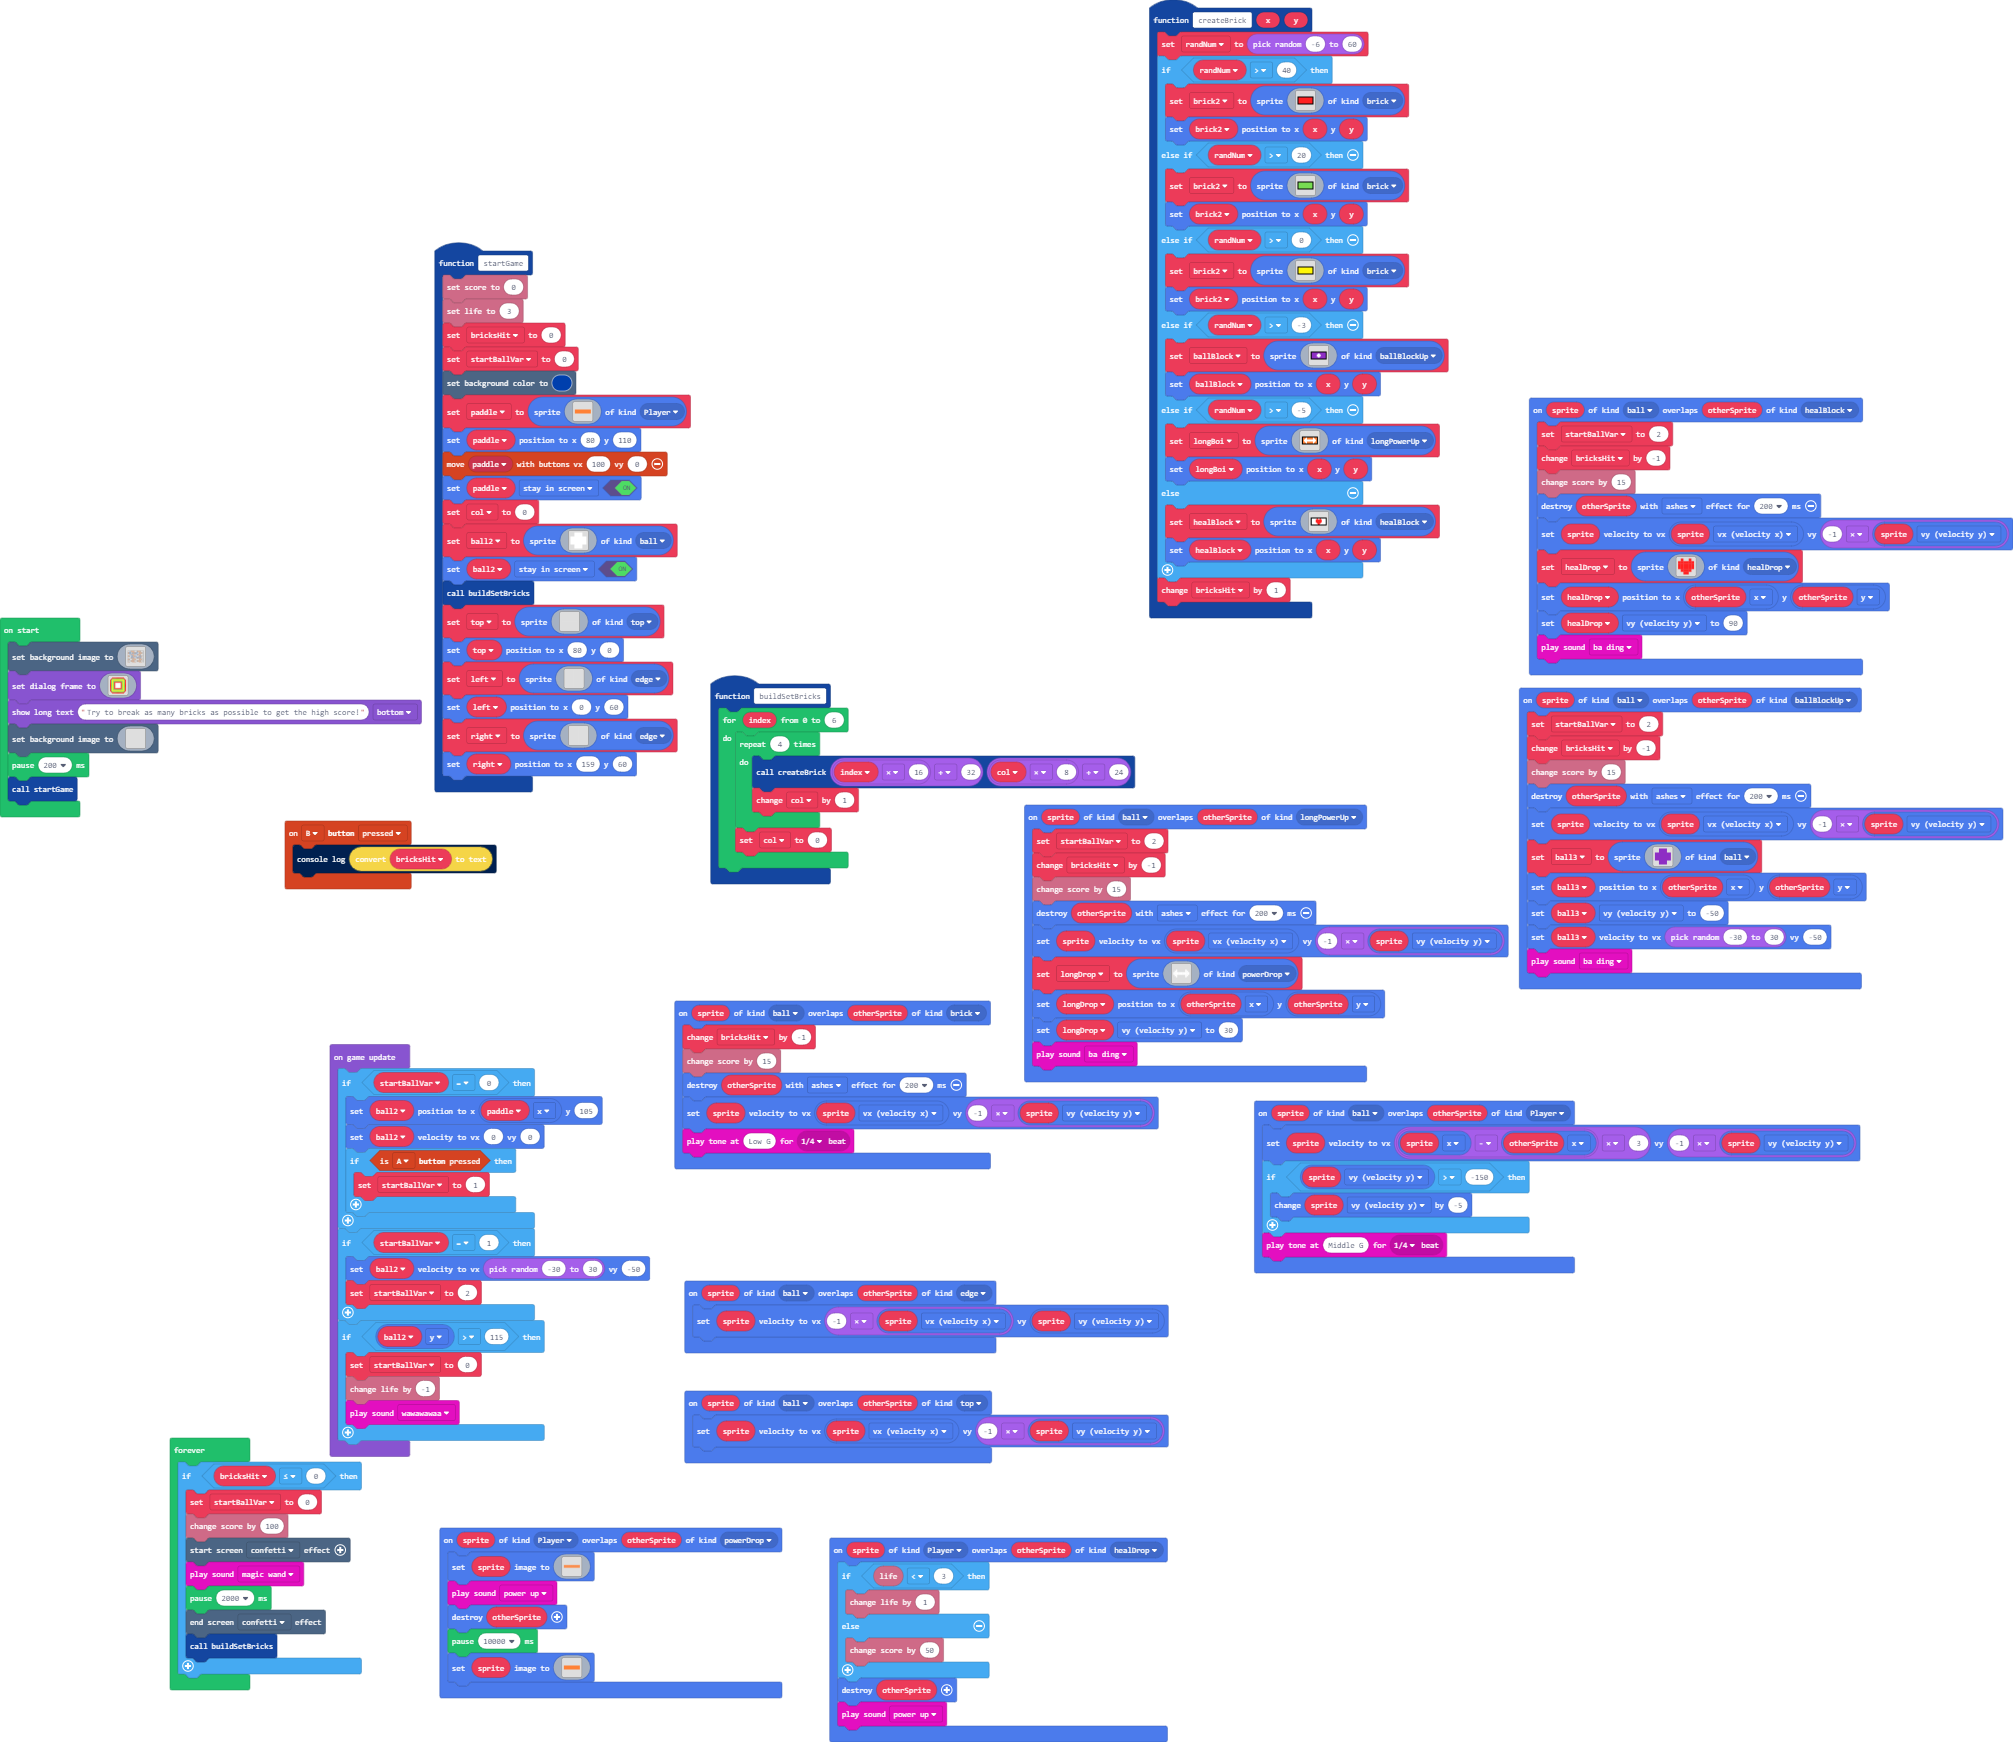 function createBrick x y
set randNum to pick random -6 to 60
if randNum > 40 then
set brick2 to sprite of kind brick
set brick2 position to x x y y
else if randNum > 20 then
set brick2 to sprite of kind brick
set brick2 position to x x y y
else if randNum > 0 then
set brick2 to sprite of kind brick
set brick2 position to x x y y
else if randNum > -3 then
set ballBlock to sprite of kind ballBlockUp
set ballBlock position to x x y y
else if randNum > -5 then
set longBoi to sprite of kind longPowerUp
set longBoi position to x x y y
else
set healBlock to sprite of kind healBlock
set healBlock position to x x y y
change bricksHit by 1
function startGame
set score to 0
set life to 3
set bricksHit to 0
set startBallVar to 0
set background color to
set paddle to sprite of kind Player
set paddle position to x 80 y 110
move paddle with buttons vx 100 vy 0
set paddle stay in screen ON
set col to 0
set ball2 to sprite of kind ball
set ball2 stay in screen ON
call buildSetBricks
set top to sprite of kind top
set top position to x 80 y 0
set left to sprite of kind edge
set left position to x 0 y 60
set right to sprite of kind edge
set right position to x 159 y 60
on start
set background image to
set dialog frame to
show long text "Try to break as many bricks as possible to get the high score!" bottom
set background image to
pause 200 ms
call startGame
on B button pressed
console log convert bricksHit to text
function buildSetBricks
for index from 0 to 6
do
repeat 4 times
do
call createBrick index × 16 + 32 col × 8 + 24
change col by 1
set col to 0
on sprite of kind ball overlaps otherSprite of kind healBlock
set startBallVar to 2
change bricksHit by -1
change score by 15
destroy otherSprite with ashes effect for 200 ms
set sprite velocity to vx sprite vx (velocity x) vy -1 × sprite vy (velocity y)
set healDrop to sprite of kind healDrop
set healDrop position to x otherSprite x y otherSprite y
set healDrop vy (velocity y) to 90
play sound ba ding
on sprite of kind ball overlaps otherSprite of kind ballBlockUp
set startBallVar to 2
change bricksHit by -1
change score by 15
destroy otherSprite with ashes effect for 200 ms
set sprite velocity to vx sprite vx (velocity x) vy -1 × sprite vy (velocity y)
set ball3 to sprite of kind ball
set ball3 position to x otherSprite x y otherSprite y
set ball3 vy (velocity y) to -50
set ball3 velocity to vx pick random -30 to 30 vy -50
play sound ba ding
on sprite of kind ball overlaps otherSprite of kind longPowerUp
set startBallVar to 2
change bricksHit by -1
change score by 15
destroy otherSprite with ashes effect for 200 ms
set sprite velocity to vx sprite vx (velocity x) vy -1 × sprite vy (velocity y)
set longDrop to sprite of kind powerDrop
set longDrop position to x otherSprite x y otherSprite y
set longDrop vy (velocity y) to 30
play sound ba ding
on sprite of kind ball overlaps otherSprite of kind brick
change bricksHit by -1
change score by 15
destroy otherSprite with ashes effect for 200 ms
set sprite velocity to vx sprite vx (velocity x) vy -1 × sprite vy (velocity y)
play tone at Low G for 1/4 beat
on game update
if startBallVar = 0 then
set ball2 position to x paddle x y 105
set ball2 velocity to vx 0 vy 0
if is A button pressed then
set startBallVar to 1
if startBallVar = 1 then
set ball2 velocity to vx pick random -30 to 30 vy -50
set startBallVar to 2
if ball2 y > 115 then
set startBallVar to 0
change life by -1
play sound wawawawaa
on sprite of kind ball overlaps otherSprite of kind Player
set sprite velocity to vx sprite x - otherSprite x × 3 vy -1 × sprite vy (velocity y)
if sprite vy (velocity y) > -150 then
change sprite vy (velocity y) by -5
play tone at Middle G for 1/4 beat
on sprite of kind ball overlaps otherSprite of kind edge
set sprite velocity to vx -1 × sprite vx (velocity x) vy sprite vy (velocity y)
on sprite of kind ball overlaps otherSprite of kind top
set sprite velocity to vx sprite vx (velocity x) vy -1 × sprite vy (velocity y)
forever
if bricksHit ≤ 0 then
set startBallVar to 0
change score by 100
start screen confetti effect
play sound magic wand
pause 2000 ms
end screen confetti effect
call buildSetBricks
on sprite of kind Player overlaps otherSprite of kind powerDrop
set sprite image to
play sound power up
destroy otherSprite
pause 10000 ms
set sprite image to
on sprite of kind Player overlaps otherSprite of kind healDrop
if life < 3 then
change life by 1
else
change score by 50
destroy otherSprite
play sound power up